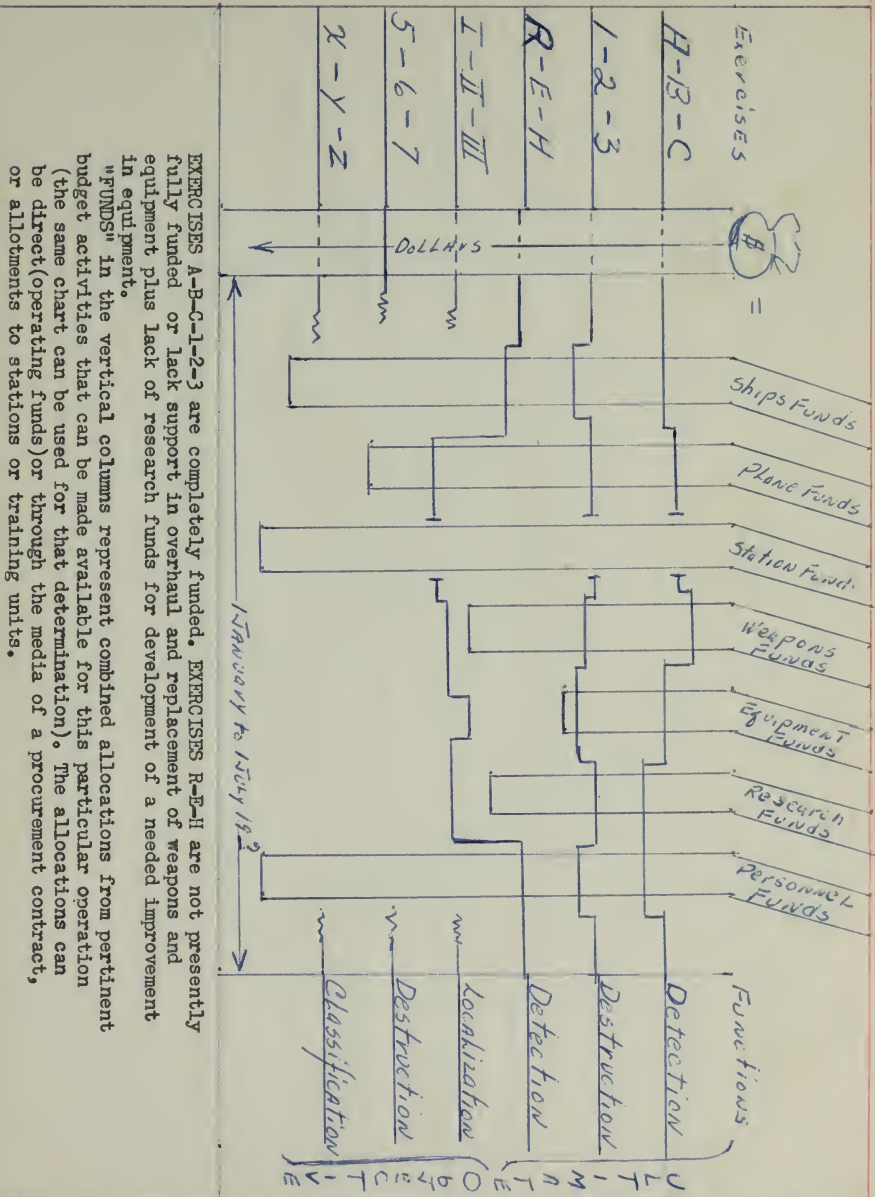 Exercises
A-B-C
1-2-3
R-E-H
I-II-III
5-6-7
X-Y-Z
$ =
DOLLARS
Ships Funds
Plane Funds
Station Fund.
Weapons
Funds
Equipment
Funds
Research
Funds
Personnel
Funds
Functions
Detection
Destruction
Detection
Localization
Destruction
Classification
ULTIMATE
ObjECTIVE
1 January to 1 July 19-?
EXERCISES A-B-C-1-2-3 are completely funded. EXERCISES R-E-H are not presently
fully funded or lack support in overhaul and replacement of weapons and
equipment plus lack of research funds for development of a needed improvement
in equipment.
"FUNDS" in the vertical columns represent combined allocations from pertinent
budget activities that can be made available for this particular operation
(the same chart can be used for that determination). The allocations can
be direct(operating funds)or through the media of a procurement contract,
or allotments to stations or training units.